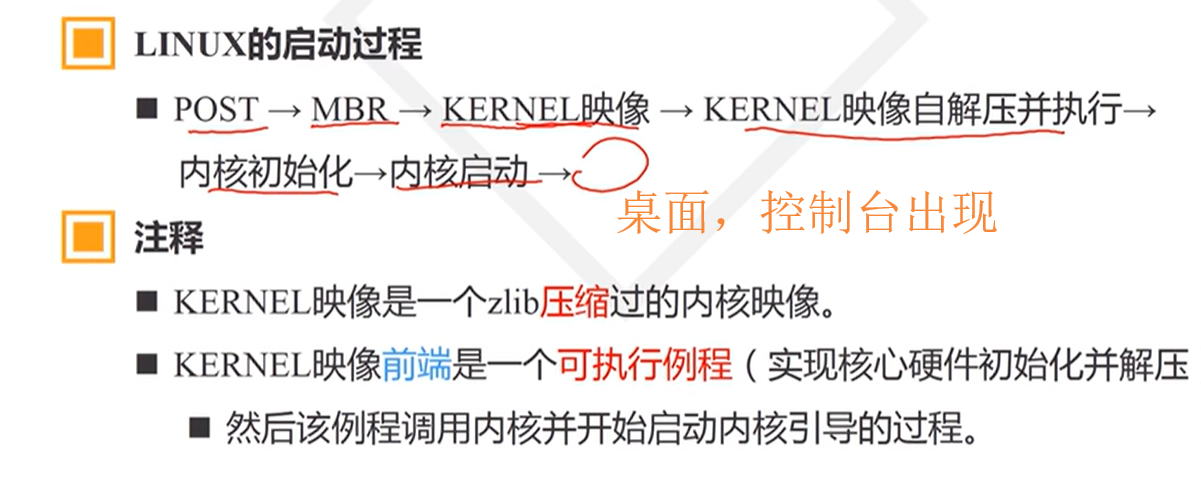 LINUX的启动过程
POST → MBR → KERNEL映像 → KERNEL映像自解压并执行→
内核初始化→内核启动→
桌面，控制台出现
注释
KERNEL映像是一个zlib压缩过的内核映像。
KERNEL映像前端是一个可执行例程（实现核心硬件初始化并解压
然后该例程调用内核并开始启动内核引导的过程。